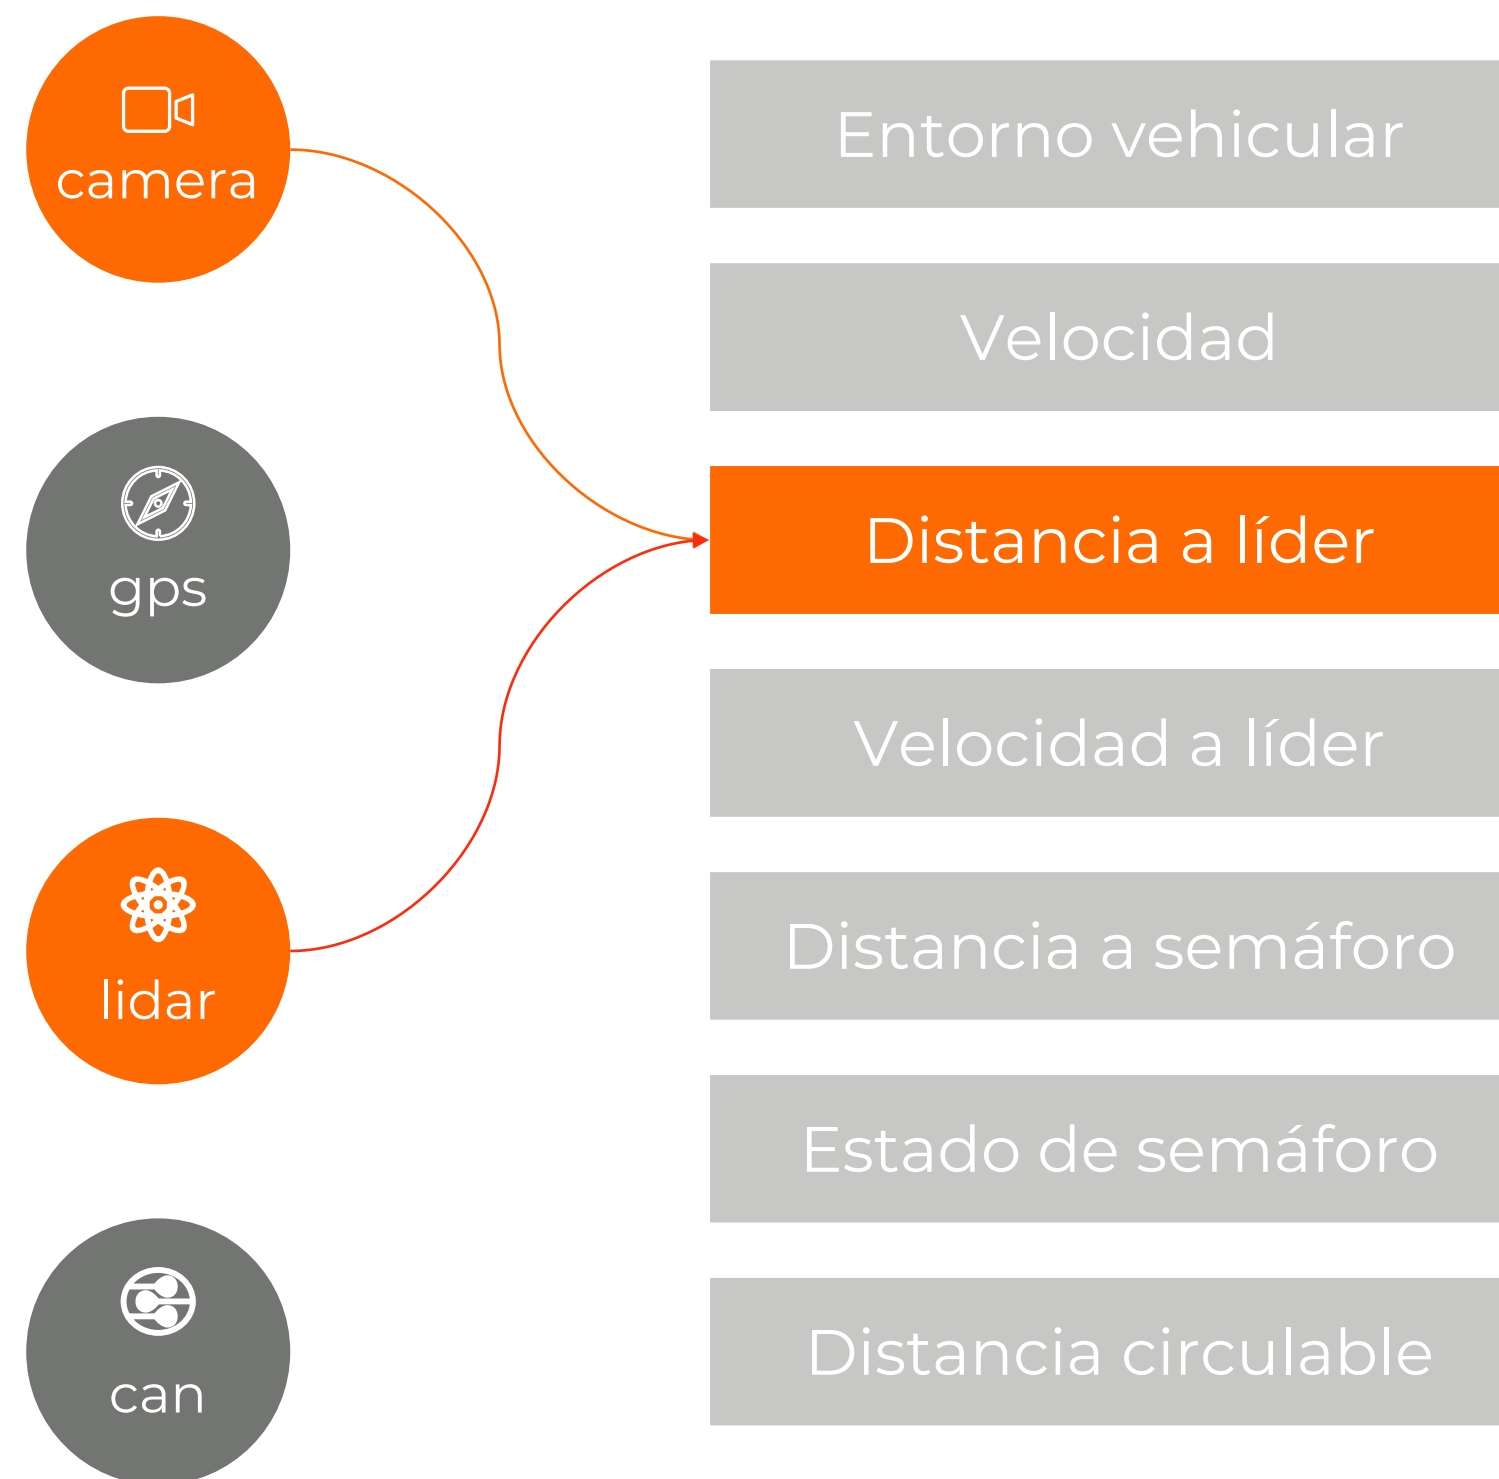 camera
gps
lidar
can
Entorno vehicular
Velocidad
Distancia a líder
Velocidad a líder
Distancia a semáforo
Estado de semáforo
Distancia circulable